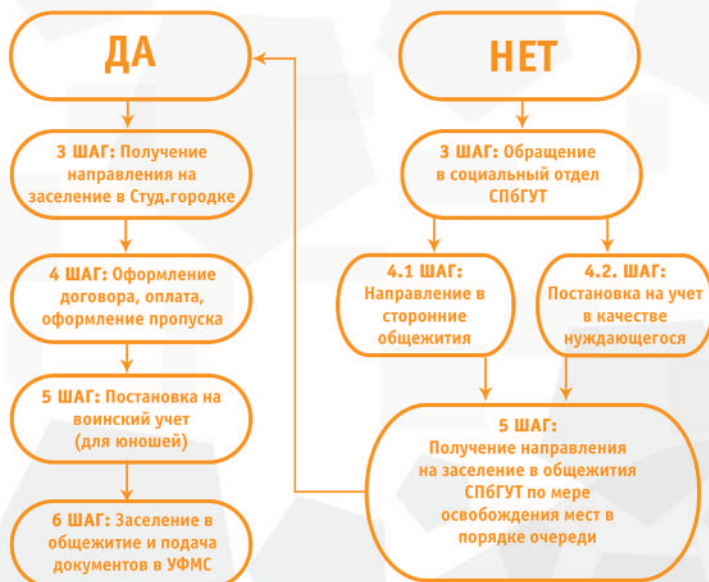 ДА
3 ШАГ: Получение
направления на
заселение в Студ.городке
4 ШАГ: Оформление
договора, оплата,
оформление пропуска
5 ШАГ: Постановка на
воинский учет
(для юношей)
6 ШАГ: Заселение в
общежитие и подача
документов в УФМС
НЕТ
3 ШАГ: Обращение
в социальный отдел
СПбГУТ
4.1 ШАГ:
Направление в
сторонние
общежития
4.2. ШАГ:
Постановка на учет
в качестве
нуждающегося
5 ШАГ:
Получение направления
на заселение в общежития
СПбГУТ по мере
освобождения мест в
порядке очереди